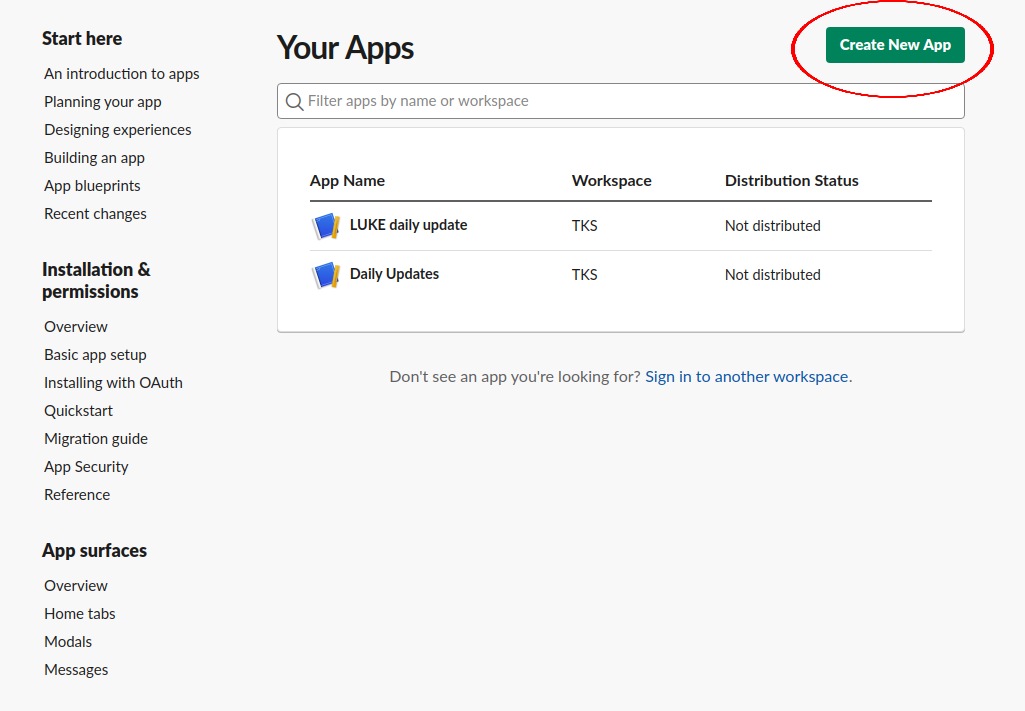 Start here
An introduction to apps
Planning your app
Designing experiences
Building an app
App blueprints
Recent changes
Installation &
permissions
Overview
Basic app setup
Installing with OAuth
Quickstart
Migration guide
App Security
Reference
App surfaces
Overview
Home tabs
Modals
Messages
Your Apps
Create New App
Filter apps by name or workspace
App Name Workspace Distribution Status
LUKE daily update TKS Not distributed
Daily Updates TKS Not distributed
Don't see an app you're looking for? Sign in to another workspace.